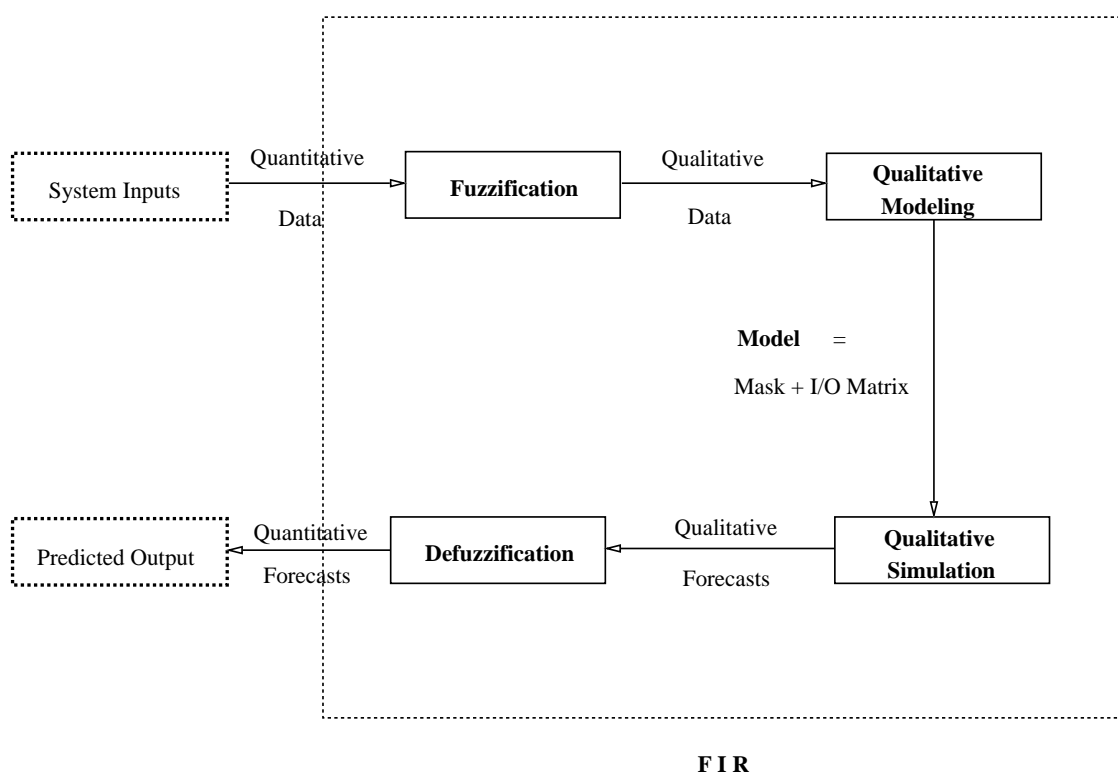 System Inputs
Quantitative
Data
Fuzzification
Qualitative
Data
Qualitative
Modeling
Model =
Mask + I/O Matrix
Predicted Output
Quantitative
Forecasts
Defuzzification
Qualitative
Forecasts
Qualitative
Simulation
F I R